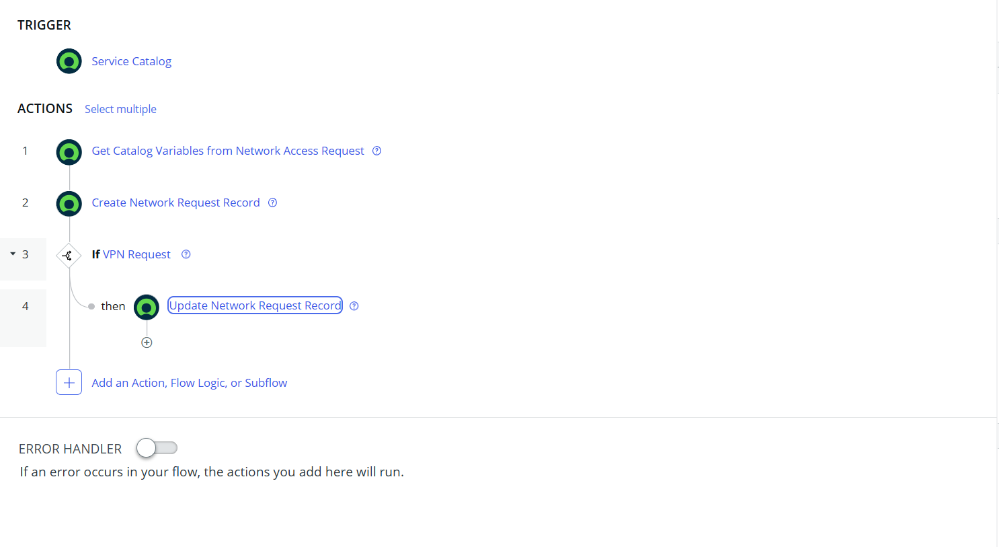 TRIGGER
Service Catalog
ACTIONS Select multiple
1 Get Catalog Variables from Network Access Request
2 Create Network Request Record
3 If VPN Request
4 then Update Network Request Record
Add an Action, Flow Logic, or Subflow
ERROR HANDLER
If an error occurs in your flow, the actions you add here will run.